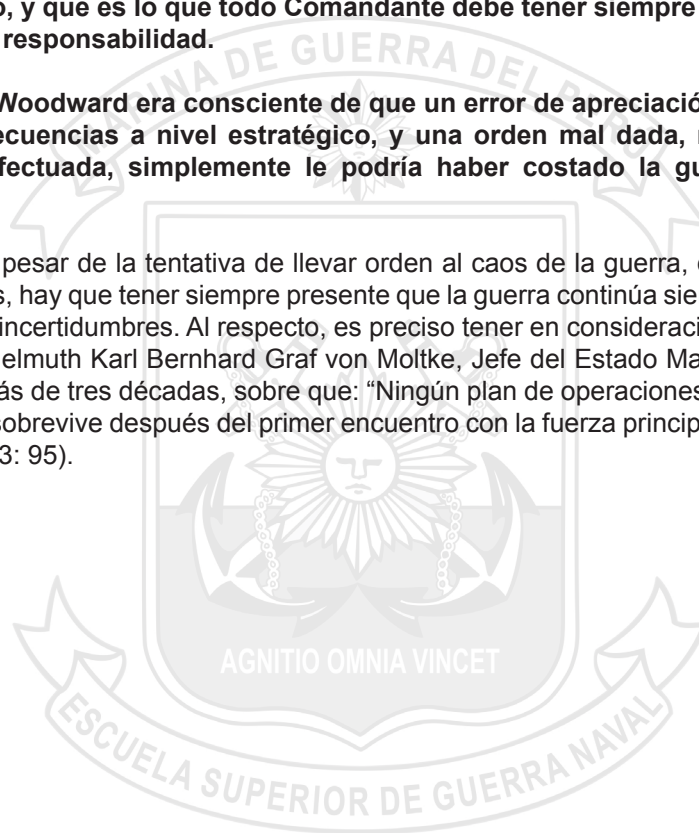 o, y que es lo que todo Comandante debe tener siempre
responsabilidad.
Woodward era consciente de que un error de apreciació
ecuencias a nivel estratégico, y una orden mal dada,
fectuada, simplemente le podría haber costado la gu
pesar de la tentativa de llevar orden al caos de la guerra,
s, hay que tener siempre presente que la guerra continúa sie
incertidumbres. Al respecto, es preciso tener en consideraci
elmuth Karl Bernhard Graf von Moltke, Jefe del Estado Ma
ás de tres décadas, sobre que: “Ningún plan de operaciones
sobrevive después del primer encuentro con la fuerza princip
3: 95).
MARINA DE GUERRA DEL PERÚ
AGNITIO OMNIA VINCET
ESCUELA SUPERIOR DE GUERRA NAVAL